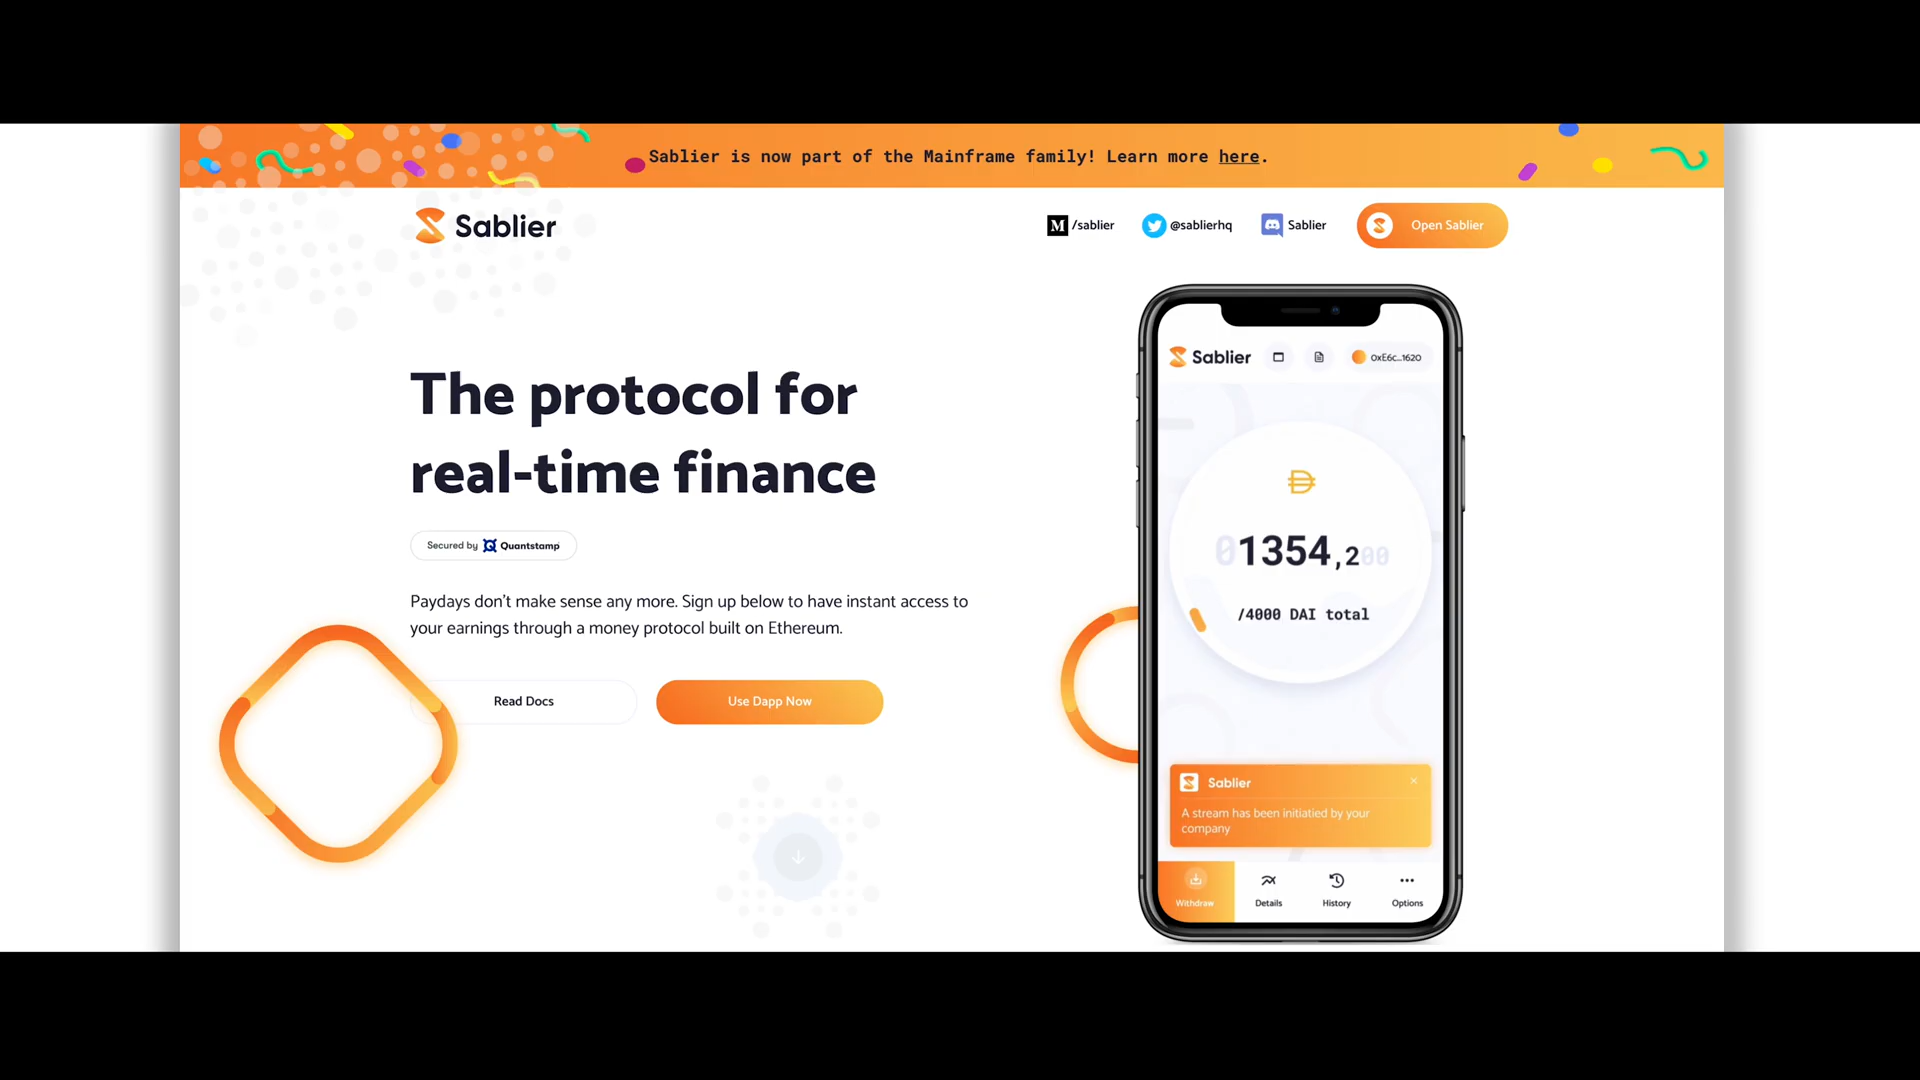 Sablier is now part of the Mainframe family! Learn more here.
Sablier
M /sablier
@sablierhq
Sablier
Open Sablier
The protocol for
real-time finance
Secured by Quantstamp
Paydays don't make sense any more. Sign up below to have instant access to
your earnings through a money protocol built on Ethereum.
Read Docs
Use Dapp Now
Sablier
0xE6c...1620
01354,200
/4000 DAI total
Sablier
A stream has been initiatied by your
company
Withdraw
Details
History
Options